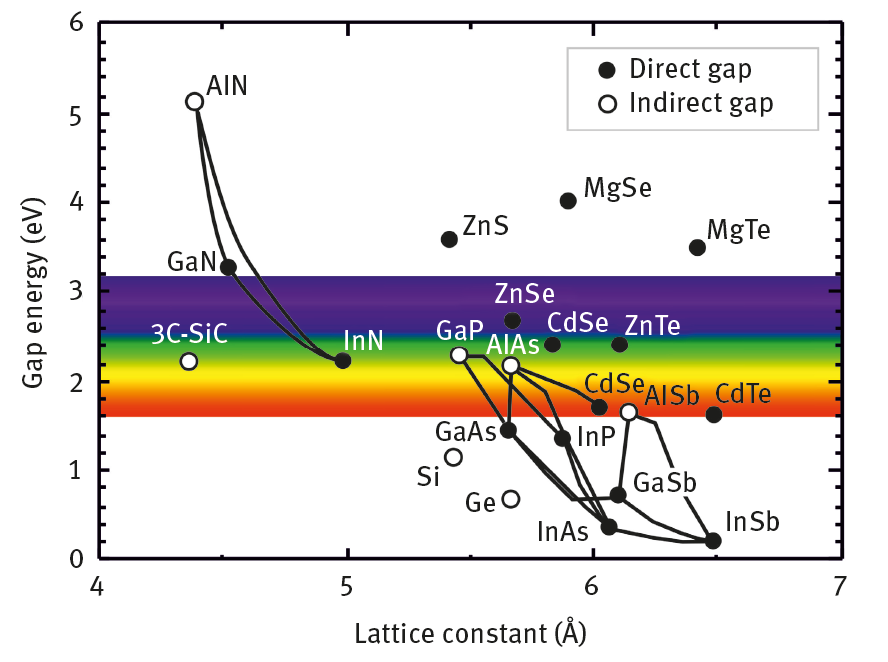 6
Direct gap
Indirect gap
AlN
5
MgSe
4
ZnS
MgTe
GaN
3
ZnSe
3C-SiC
InN
GaP
CdSe
ZnTe
AlAs
2
CdSe
AlSb
CdTe
GaAs
InP
1
Si
GaSb
Ge
InAs
InSb
0
4
5
6
7
Gap energy (eV)
Lattice constant (Å)